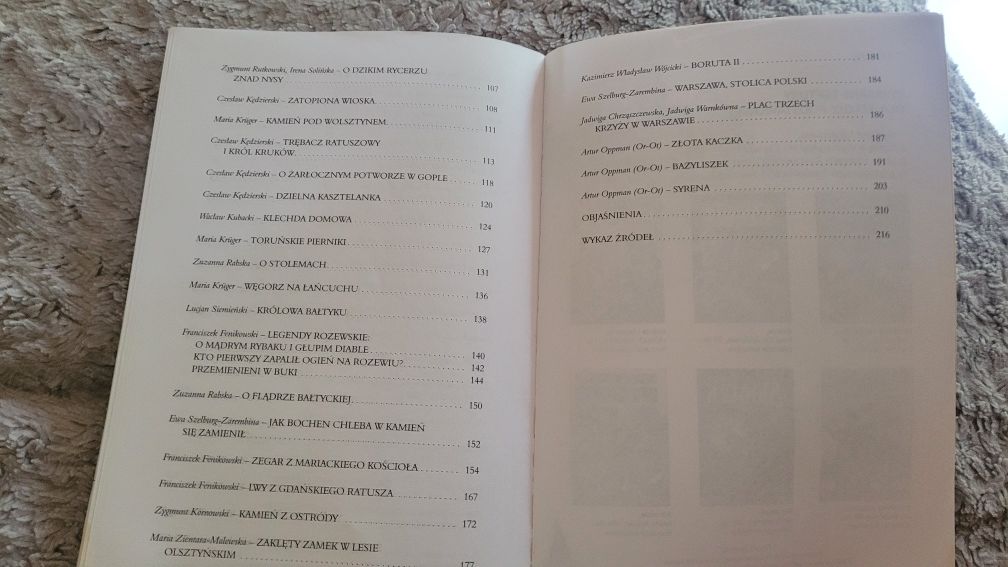 Zygmunt Rutkowski, Irena Solińska – O DZIKIM RYCERZU
ZNAD NYSY ........ 107
Czesław Kędzierski – ZATOPIONA WIOSKA ........ 108
Maria Krüger – KAMIEŃ POD WOLSZTYNEM ........ 111
Czesław Kędzierski – TRĘBACZ RATUSZOWY
I KRÓL KRUKÓW ........ 113
Czesław Kędzierski – O ŻARŁOCZNYM POTWORZE W GOPLE ........ 118
Czesław Kędzierski – DZIELNA KASZTELANKA ........ 120
Wacław Kubacki – KLECHDA DOMOWA ........ 124
Maria Krüger – TORUŃSKIE PIERNIKI ........ 127
Zuzanna Rabska – O STOLEMACH ........ 131
Maria Krüger – WĘGORZ NA ŁAŃCUCHU ........ 136
Lucjan Siemieński – KRÓLOWA BAŁTYKU ........ 138
Franciszek Fenikowski – LEGENDY ROZEWSKIE:
O MĄDRYM RYBAKU I GŁUPIM DIABLE ........ 140
KTO PIERWSZY ZAPALIŁ OGIEŃ NA ROZEWIU? ........ 142
PRZEMIENIENI W BUKI ........ 144
Zuzanna Rabska – O FLĄDRZE BAŁTYCKIEJ ........ 150
Ewa Szelburg-Zarembina – JAK BOCHEN CHLEBA W KAMIEŃ
SIĘ ZAMIENIŁ ........ 152
Franciszek Fenikowski – ZEGAR Z MARIACKIEGO KOŚCIOŁA ........ 154
Franciszek Fenikowski – LWY Z GDAŃSKIEGO RATUSZA ........ 167
Zygmunt Kornowski – KAMIEŃ Z OSTRÓDY ........ 172
Maria Zientara-Malewska – ZAKLĘTY ZAMEK W LESIE
OLSZTYŃSKIM ........ 177
Kazimierz Władysław Wójcicki – BORUTA II ........ 181
Ewa Szelburg-Zarembina – WARSZAWA, STOLICA POLSKI ........ 184
Jadwiga Chrząszczewska, Jadwiga Warnkówna – PLAC TRZECH
KRZYŻY W WARSZAWIE ........ 186
Artur Oppman (Or-Ot) – ZŁOTA KACZKA ........ 187
Artur Oppman (Or-Ot) – BAZYLISZEK ........ 191
Artur Oppman (Or-Ot) – SYRENA ........ 203
OBJAŚNIENIA ........ 210
WYKAZ ŹRÓDEŁ ........ 216